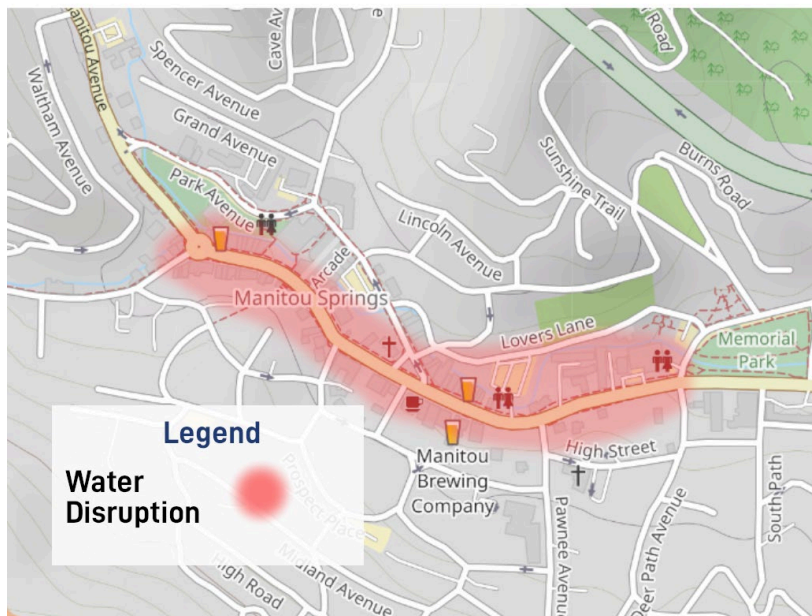 Manitou Avenue
Waltham Avenue
Spencer Avenue
Cave Av
Grand Avenue
Park Avenue
Arcade
Manitou Springs
Lincoln Avenue
Sunshine Trail
Road
Burns Road
Lovers Lane
Memorial
Park
Manitou
Brewing
Company
High Street
Pawnee Avenu
Deer Path Avenue
South Path
Legend
Water
Disruption
Prospect Place
Midland Avenue
High Road